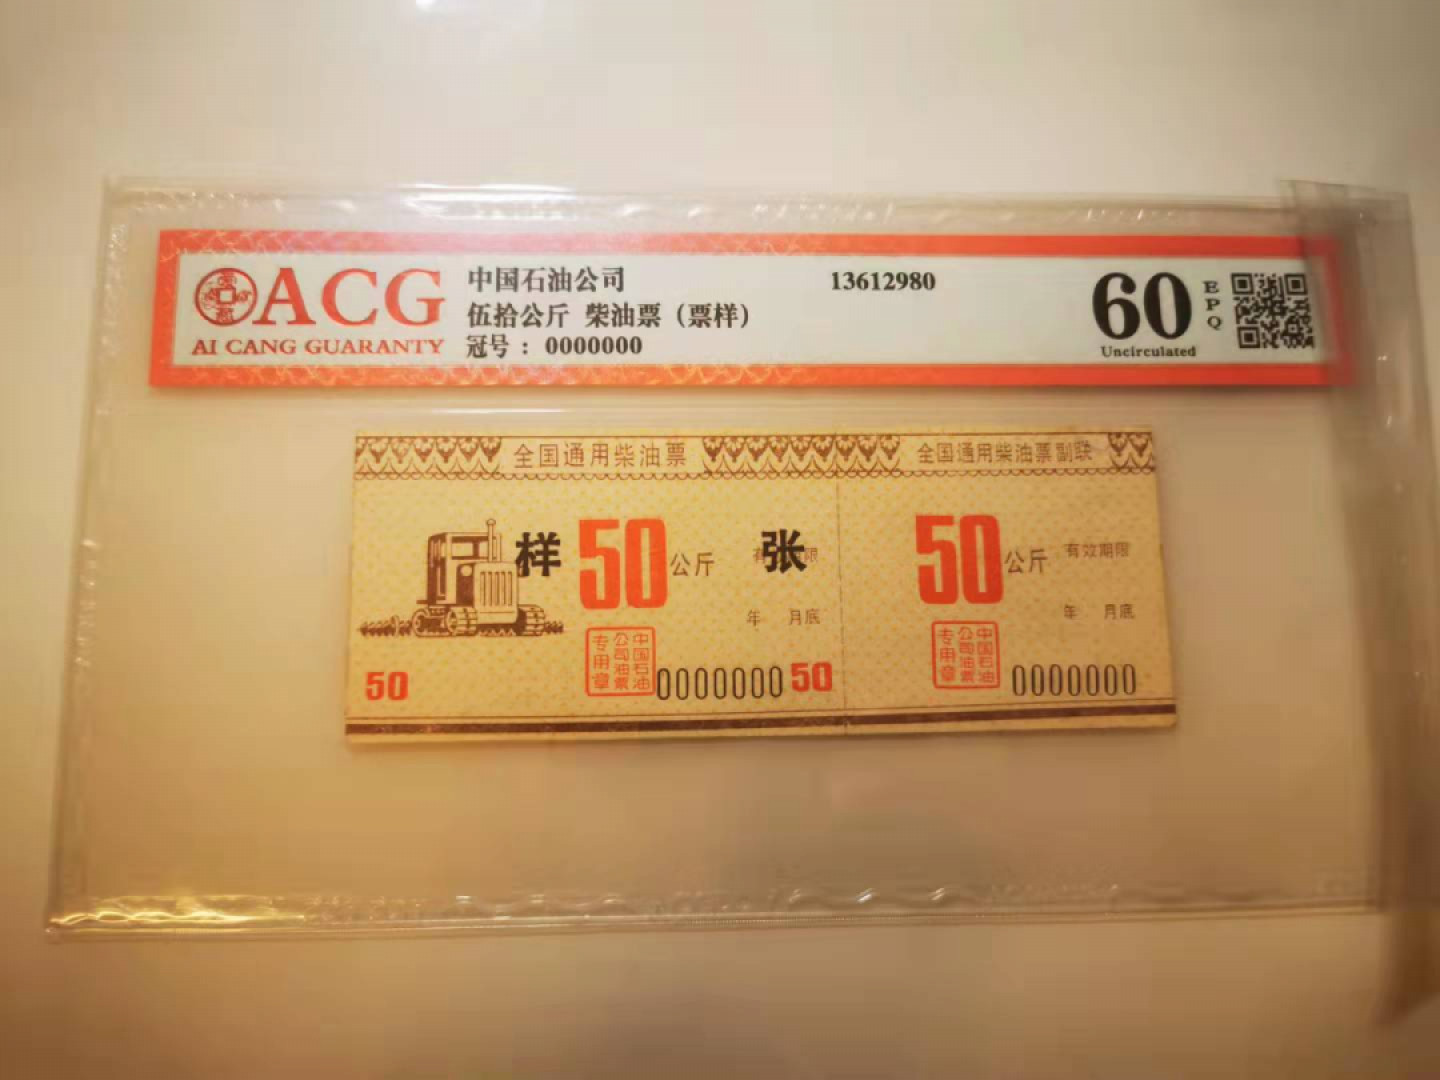 ACG
AI CANG GUARANTY
中国石油公司
伍拾公斤 柴油票（票样）
冠号：0000000
13612980
60
Uncirculated
EPQ
全国通用柴油票
全国通用柴油票副联
样 50 公斤 张
年 月底
50
中国石油
公司油票
专用章
0000000 50
50 公斤 有效期限
年 月底
中国石油
公司油票
专用章
0000000